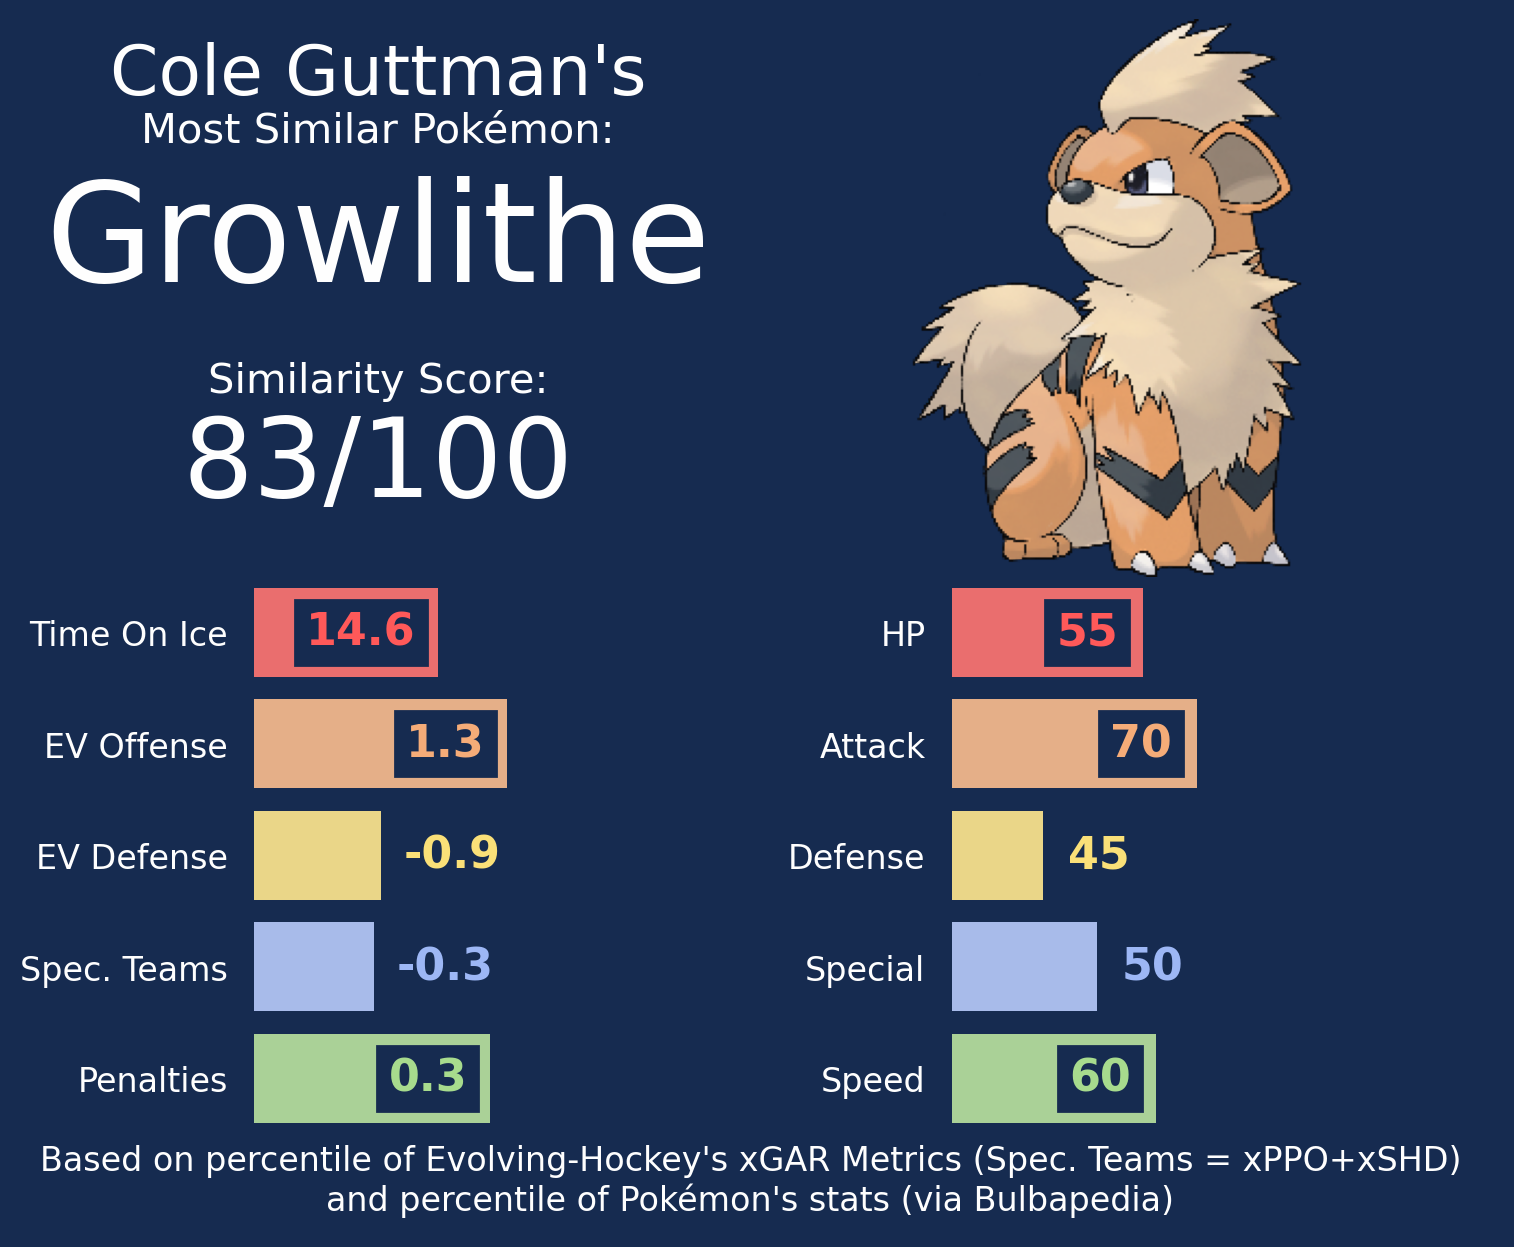 Cole Guttman's
Most Similar Pokémon:
Growlithe
Similarity Score:
83/100
Time On Ice 14.6
EV Offense 1.3
EV Defense -0.9
Spec. Teams -0.3
Penalties 0.3
HP 55
Attack 70
Defense 45
Special 50
Speed 60
Based on percentile of Evolving-Hockey's xGAR Metrics (Spec. Teams = xPPO+xSHD)
and percentile of Pokémon's stats (via Bulbapedia)